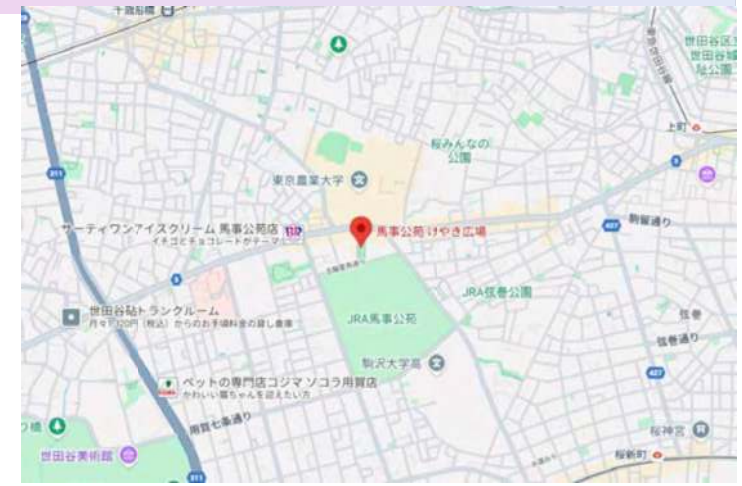 千歳船橋
世田谷区立
世田谷城
址公園
上町
桜みんなの
公園
311
東京農業大学
3
サーティワンアイスクリーム 馬事公苑店
イチゴとチョコレートがテーマ
馬事公苑 けやき広場
427
駒留通り
3
JRA弦巻公園
世田谷砧トランクルーム
月々1,320円（税込）からのお手頃料金の貸し倉庫
JRA馬事公苑
弦巻
弦巻通り
駒沢大学高
427
ペットの専門店コジマ ソコラ用賀店
かわいい猫ちゃんを迎えたい方
用賀七条通り
り橋
世田谷美術館
桜神宮
桜新町
311